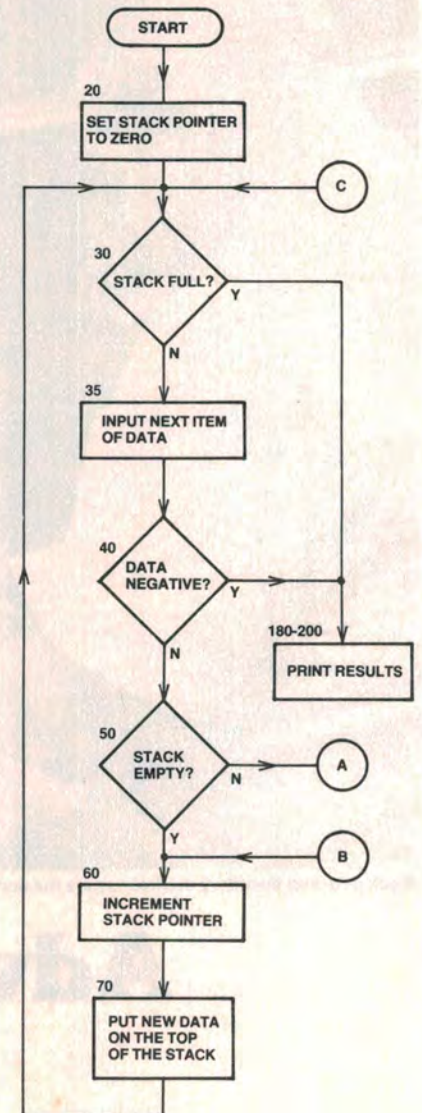 START
20
SET STACK POINTER
TO ZERO
C
30
STACK FULL?
Y
N
35
INPUT NEXT ITEM
OF DATA
40
DATA
NEGATIVE?
Y
N
180-200
PRINT RESULTS
50
STACK
EMPTY?
N
A
Y
B
60
INCREMENT
STACK POINTER
70
PUT NEW DATA
ON THE TOP
OF THE STACK